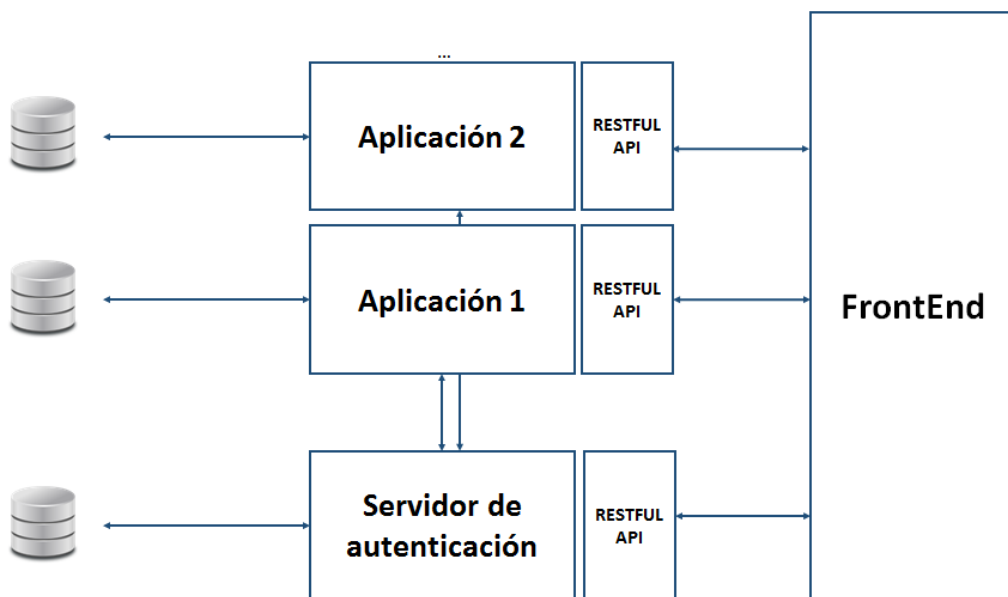 ...
Aplicación 2
RESTFUL
API
Aplicación 1
RESTFUL
API
FrontEnd
Servidor de
autenticación
RESTFUL
API